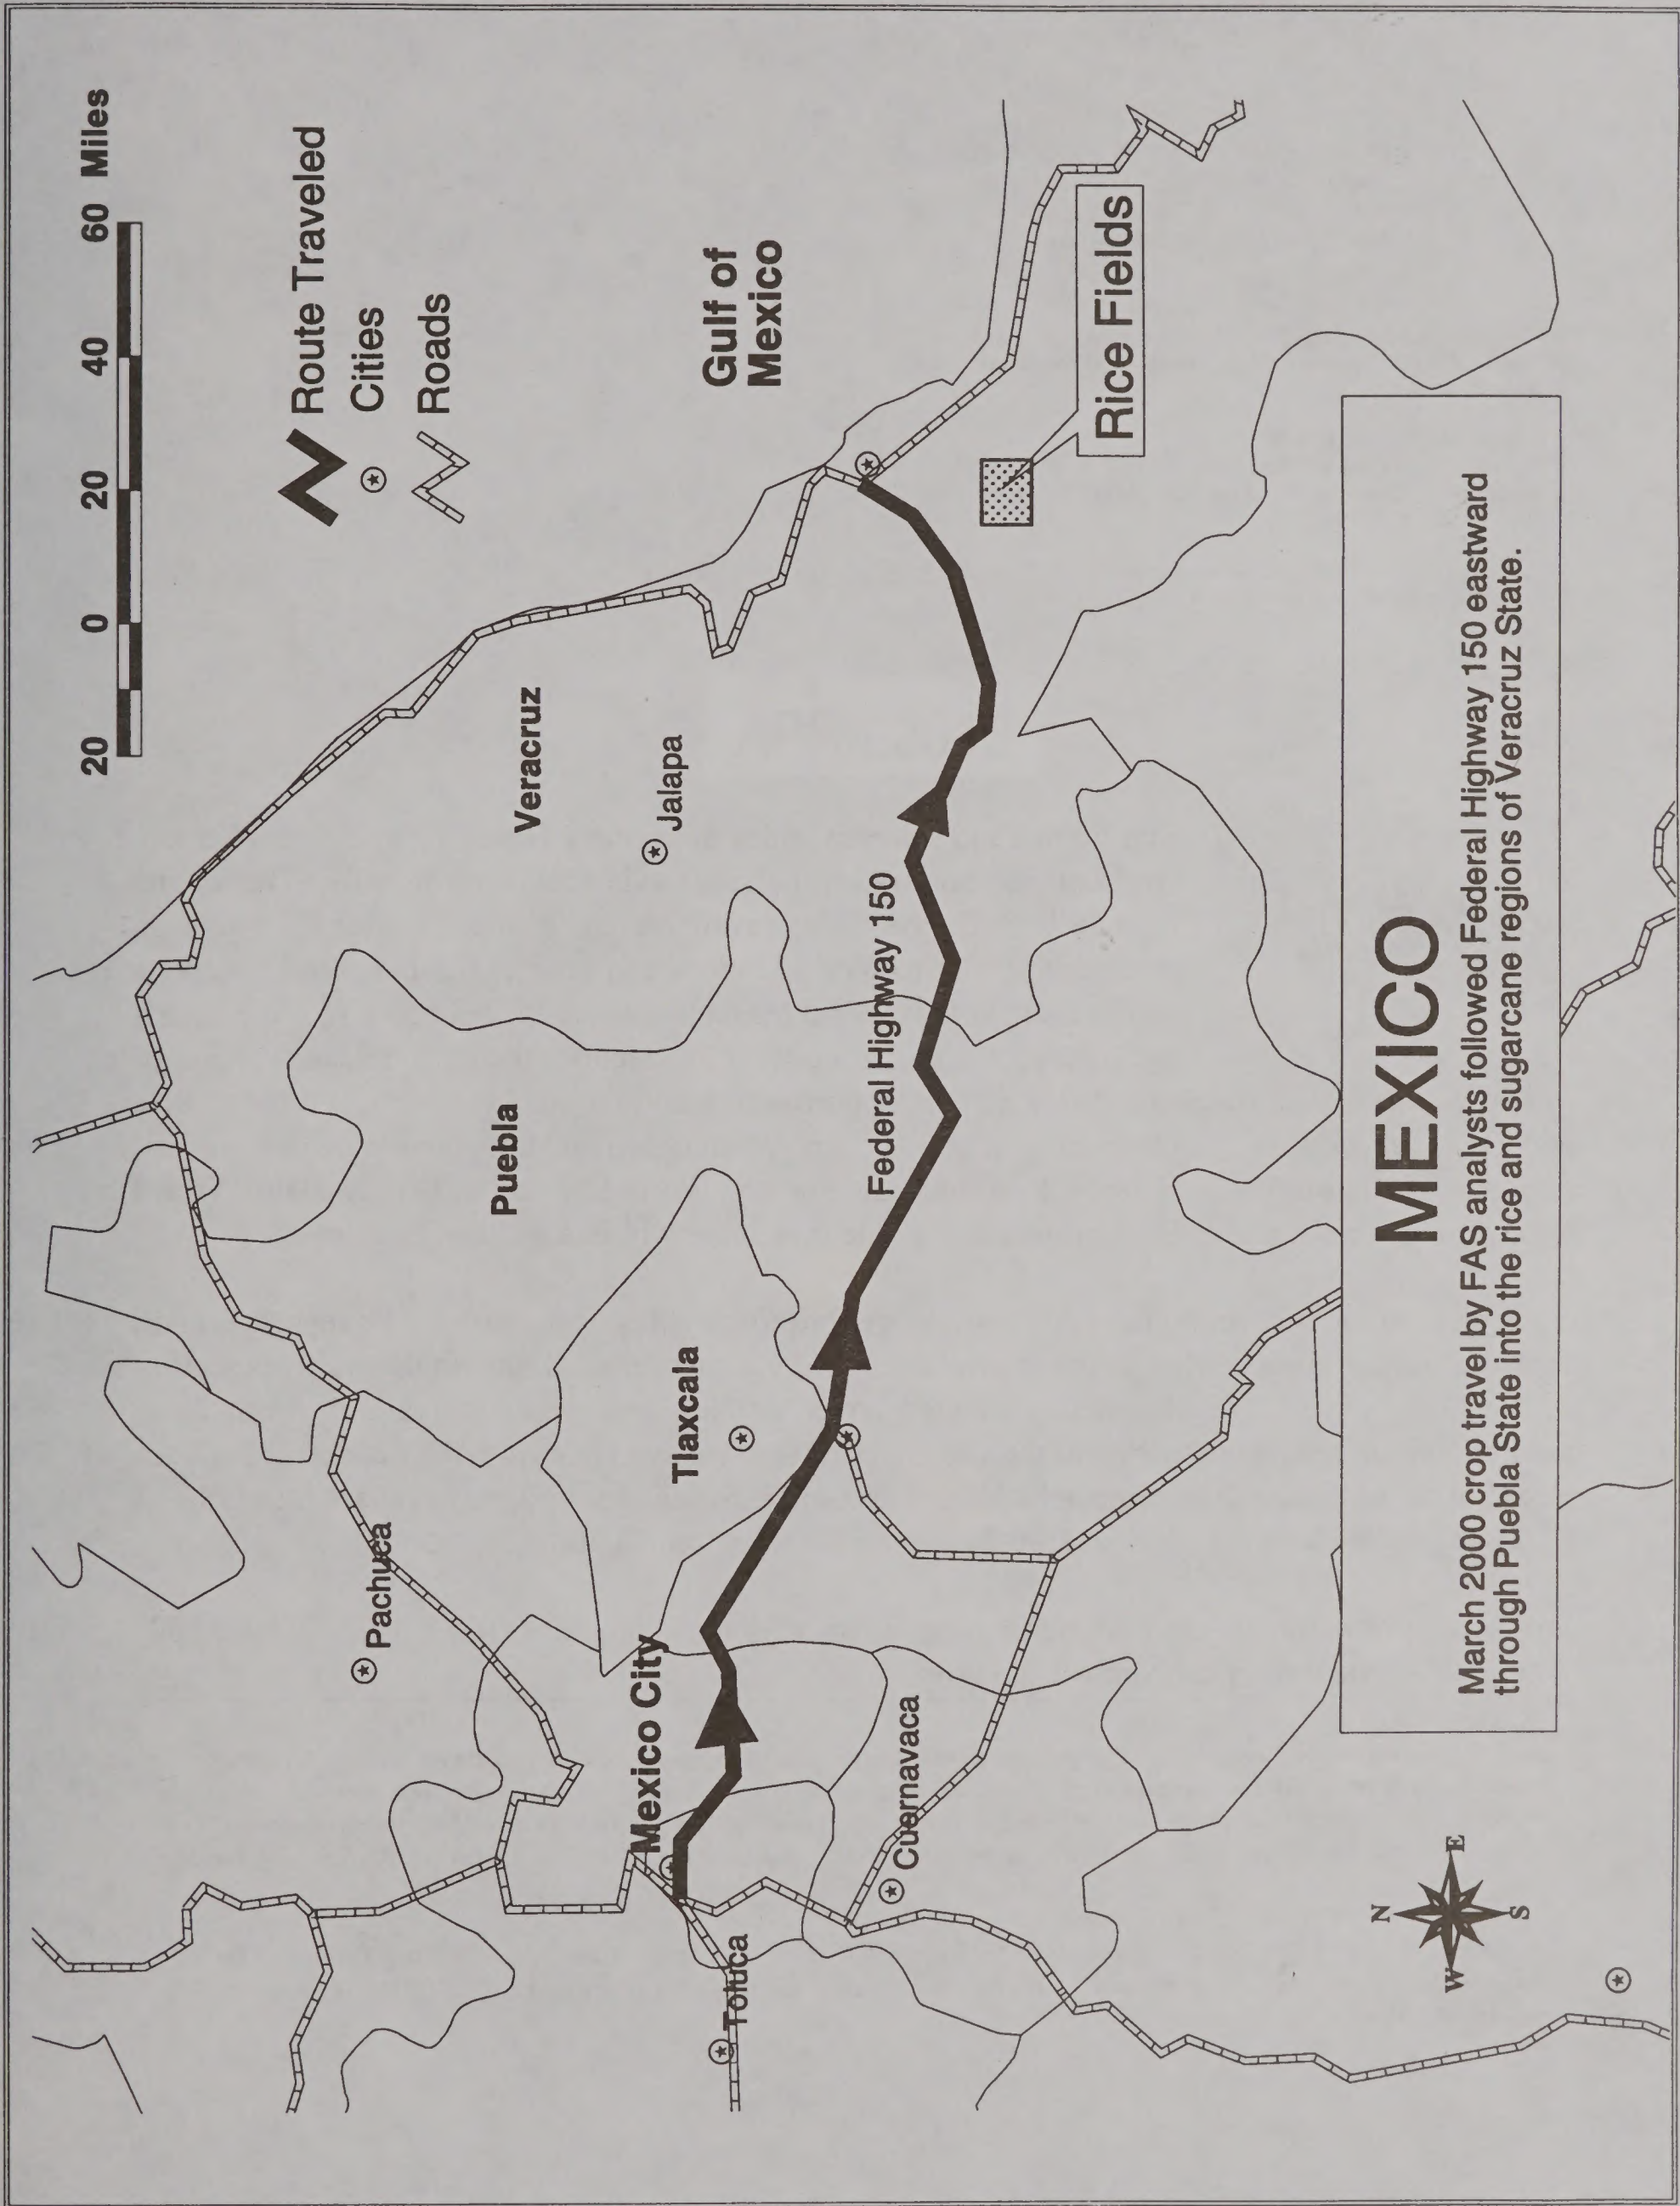 20 0 20 40 60 Miles
Route Traveled
Cities
Roads
Gulf of
Mexico
Veracruz
Jalapa
Puebla
Pachuca
Tlaxcala
Mexico City
Toluca
Cuernavaca
Federal Highway 150
Rice Fields
N
W E
S
MEXICO
March 2000 crop travel by FAS analysts followed Federal Highway 150 eastward
through Puebla State into the rice and sugarcane regions of Veracruz State.